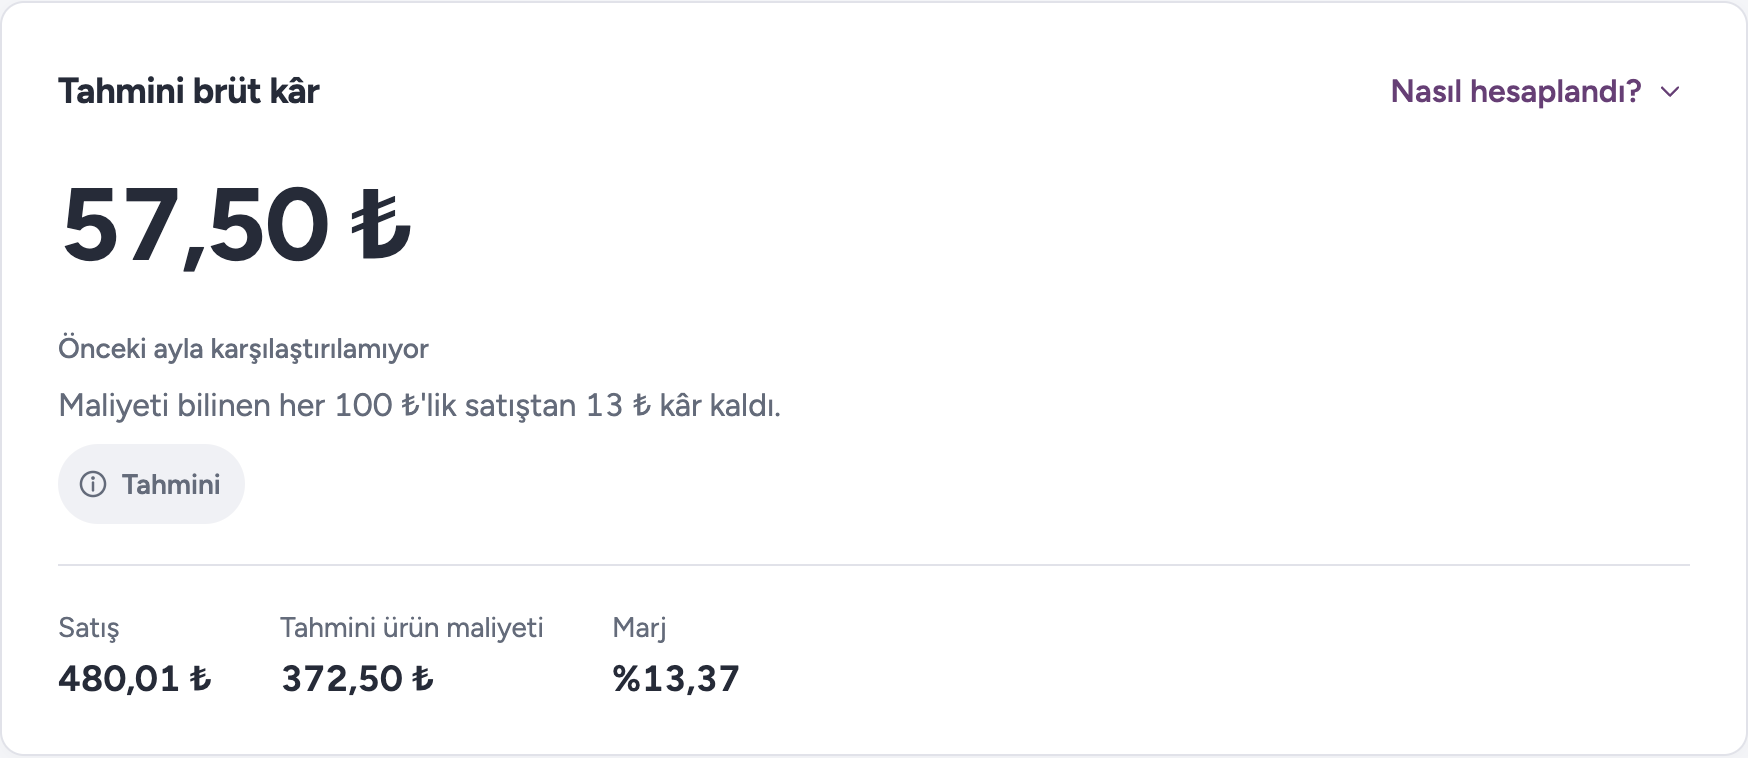 Tahmini brüt kâr
Nasıl hesaplandı?
57,50 ₺
Önceki ayla karşılaştırılamıyor
Maliyeti bilinen her 100 ₺'lik satıştan 13 ₺ kâr kaldı.
Tahmini
Satış
Tahmini ürün maliyeti
Marj
480,01 ₺
372,50 ₺
%13,37